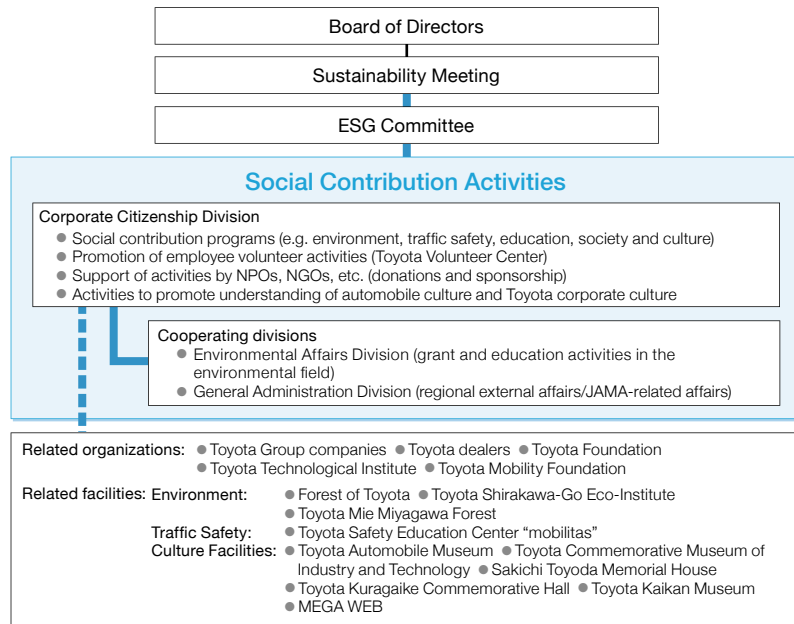 Board of Directors
Sustainability Meeting
ESG Committee
Social Contribution Activities
Corporate Citizenship Division
● Social contribution programs (e.g. environment, traffic safety, education, society and culture)
● Promotion of employee volunteer activities (Toyota Volunteer Center)
● Support of activities by NPOs, NGOs, etc. (donations and sponsorship)
● Activities to promote understanding of automobile culture and Toyota corporate culture
Cooperating divisions
● Environmental Affairs Division (grant and education activities in the
environmental field)
● General Administration Division (regional external affairs/JAMA-related affairs)
Related organizations: ● Toyota Group companies ● Toyota dealers ● Toyota Foundation
● Toyota Technological Institute ● Toyota Mobility Foundation
Related facilities: Environment: ● Forest of Toyota ● Toyota Shirakawa-Go Eco-Institute
● Toyota Mie Miyagawa Forest
Traffic Safety: ● Toyota Safety Education Center “mobilitas”
Culture Facilities: ● Toyota Automobile Museum ● Toyota Commemorative Museum of
Industry and Technology ● Sakichi Toyoda Memorial House
● Toyota Kuragaike Commemorative Hall ● Toyota Kaikan Museum
● MEGA WEB